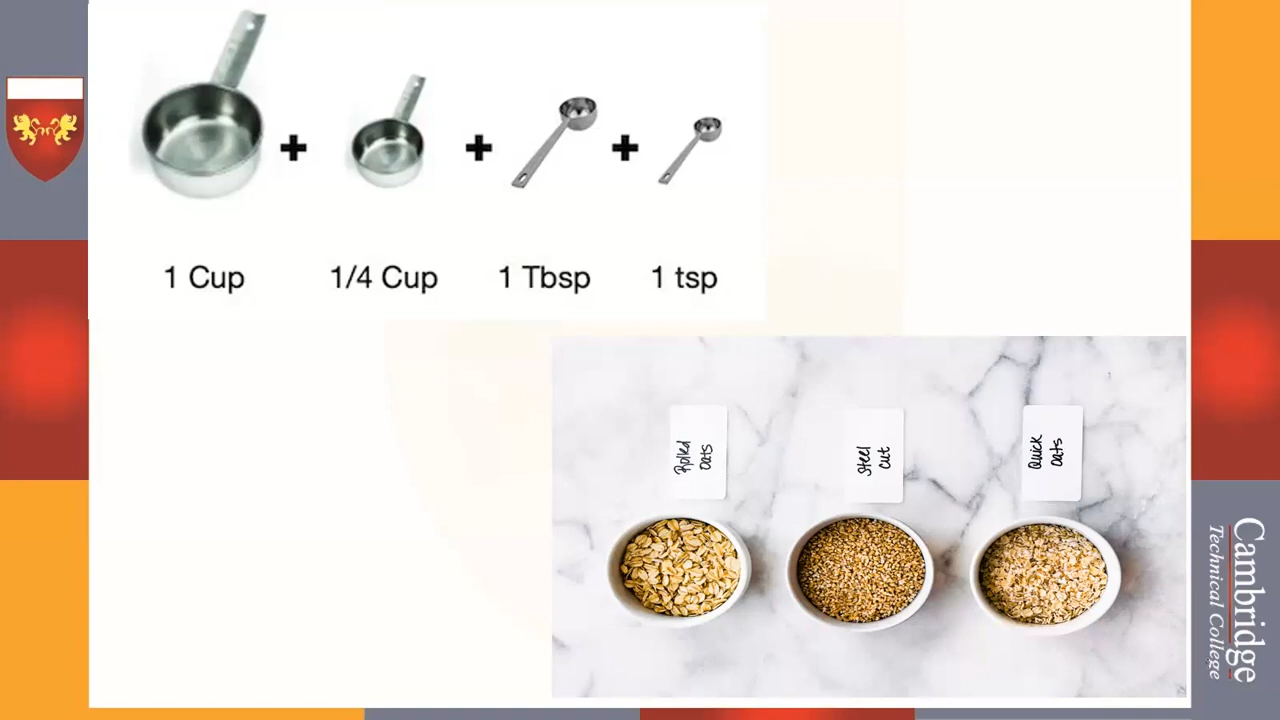 1 Cup + 1/4 Cup + 1 Tbsp + 1 tsp
Rolled
oats
Steel
cut
Quick
oats
Cambridge
Technical College